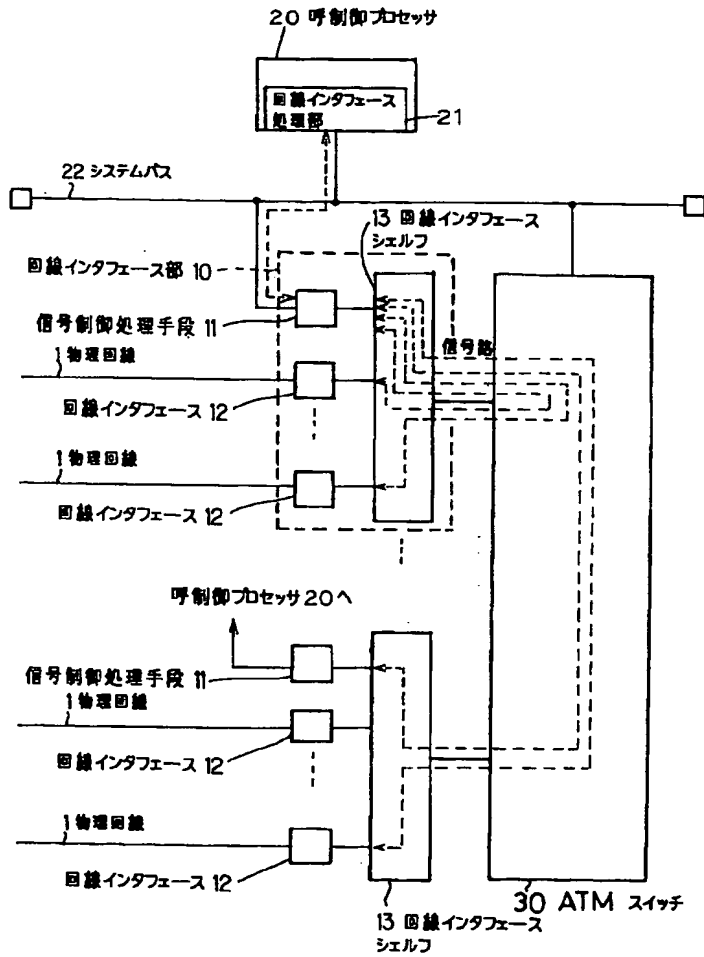 20 呼制御プロセッサ
回線インタフェース
処理部
21
22 システムバス
13 回線インタフェース
シェルフ
回線インタフェース部 10
信号制御処理手段 11
信号路
1 物理回線
回線インタフェース 12
1 物理回線
回線インタフェース 12
呼制御プロセッサ 20へ
信号制御処理手段 11
1 物理回線
回線インタフェース 12
1 物理回線
回線インタフェース 12
30 ATM スイッチ
13 回線インタフェース
シェルフ